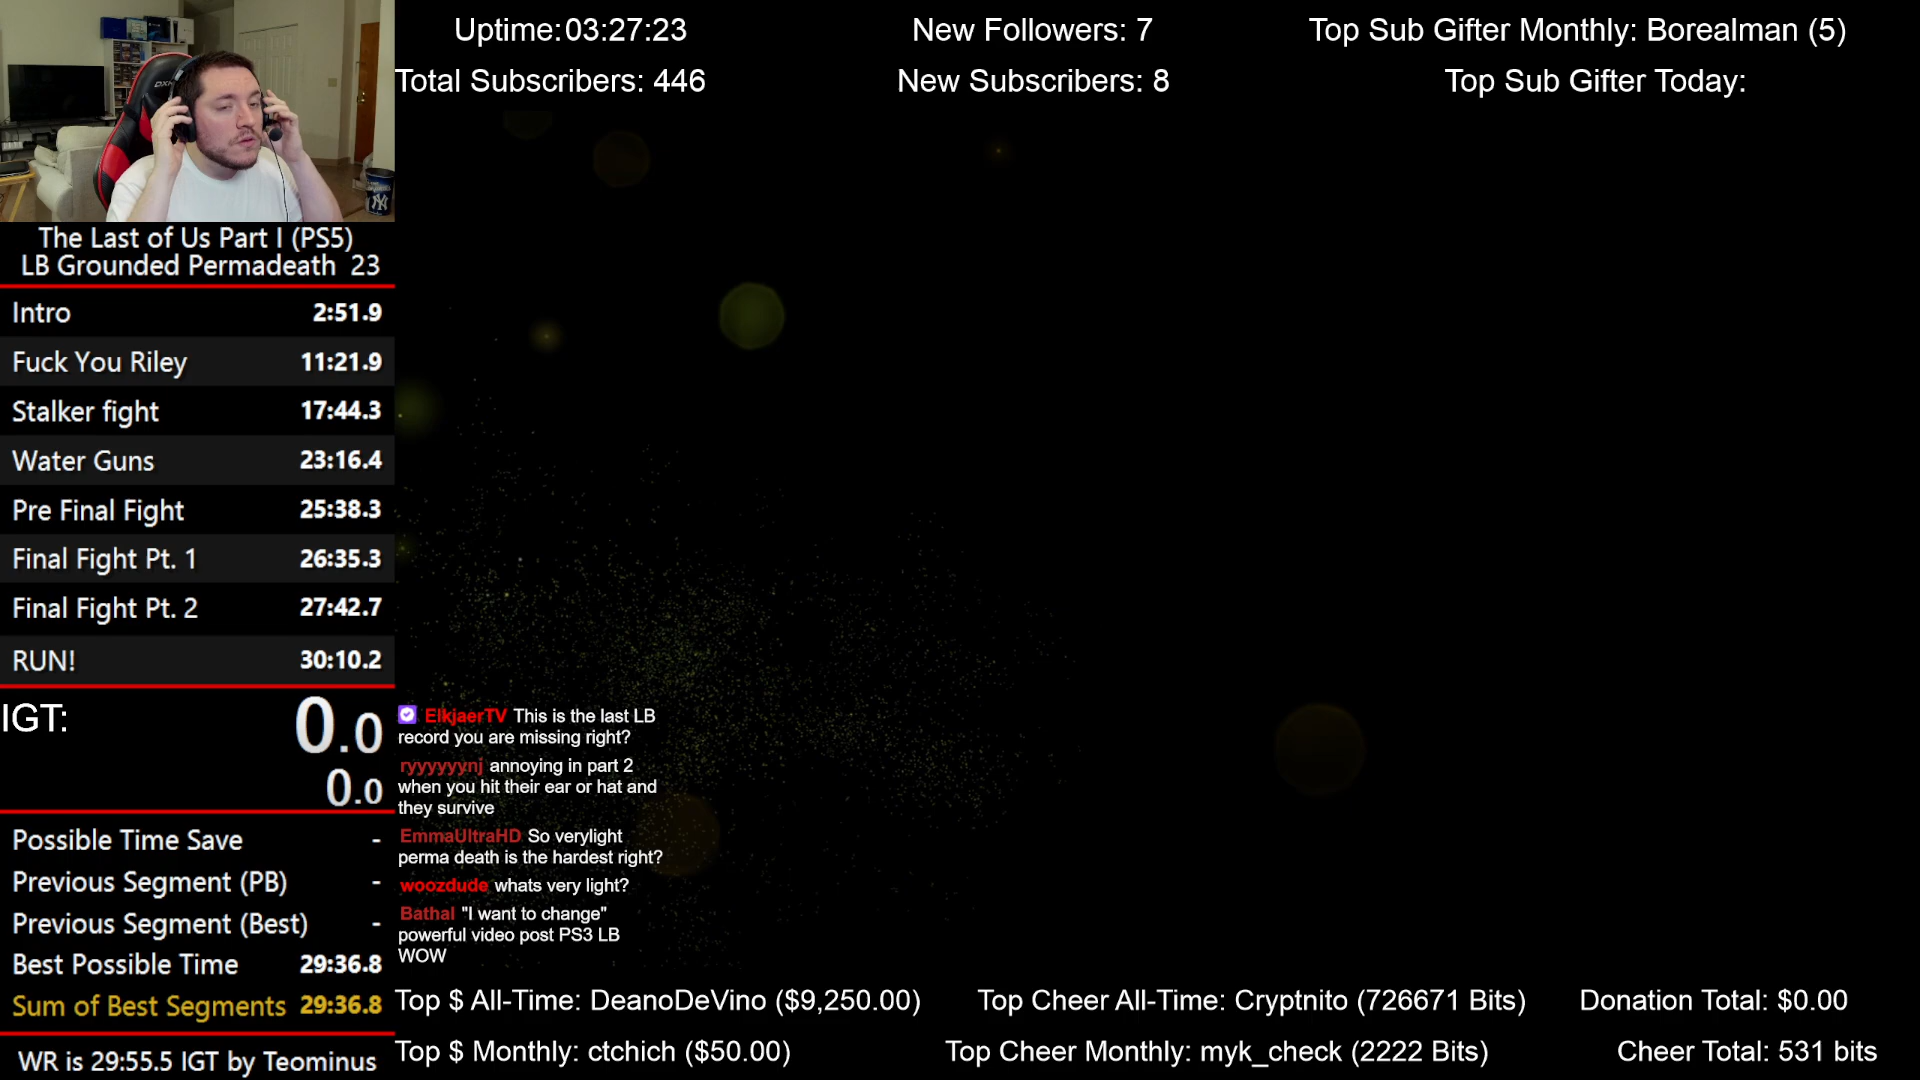 Uptime: 03:27:23
New Followers: 7
Top Sub Gifter Monthly: Borealman (5)
Total Subscribers: 446
New Subscribers: 8
Top Sub Gifter Today:
The Last of Us Part I (PS5)
LB Grounded Permadeath 23
Intro 2:51.9
Fuck You Riley 11:21.9
Stalker fight 17:44.3
Water Guns 23:16.4
Pre Final Fight 25:38.3
Final Fight Pt. 1 26:35.3
Final Fight Pt. 2 27:42.7
RUN! 30:10.2
IGT: 0.0
0.0
Possible Time Save -
Previous Segment (PB) -
Previous Segment (Best) -
Best Possible Time 29:36.8
Sum of Best Segments 29:36.8
WR is 29:55.5 IGT by Teominus
ElkjaerTV This is the last LB
record you are missing right?
ryyyyyynj annoying in part 2
when you hit their ear or hat and
they survive
EmmaUltraHD So verylight
perma death is the hardest right?
woozdude whats very light?
Bathal "I want to change"
powerful video post PS3 LB
WOW
Top $ All-Time: DeanoDeVino ($9,250.00)
Top Cheer All-Time: Cryptnito (726671 Bits)
Donation Total: $0.00
Top $ Monthly: ctchich ($50.00)
Top Cheer Monthly: myk_check (2222 Bits)
Cheer Total: 531 bits